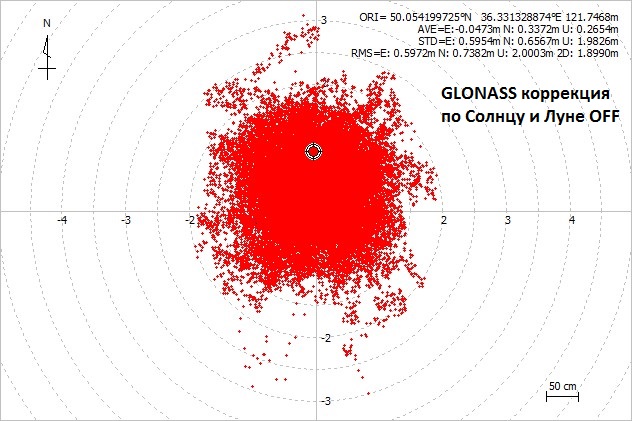 N
3
ORI= 50.054199725°N 36.331328874°E 121.7468m
AVE=E:-0.0473m N: 0.3372m U: 0.2654m
STD=E: 0.5954m N: 0.6567m U: 1.9826m
RMS=E: 0.5972m N: 0.7382m U: 2.0003m 2D: 1.8990m
GLONASS коррекция
по Солнцу и Луне OFF
-4 -3 -2 2 3 4
-2
50 cm
-3